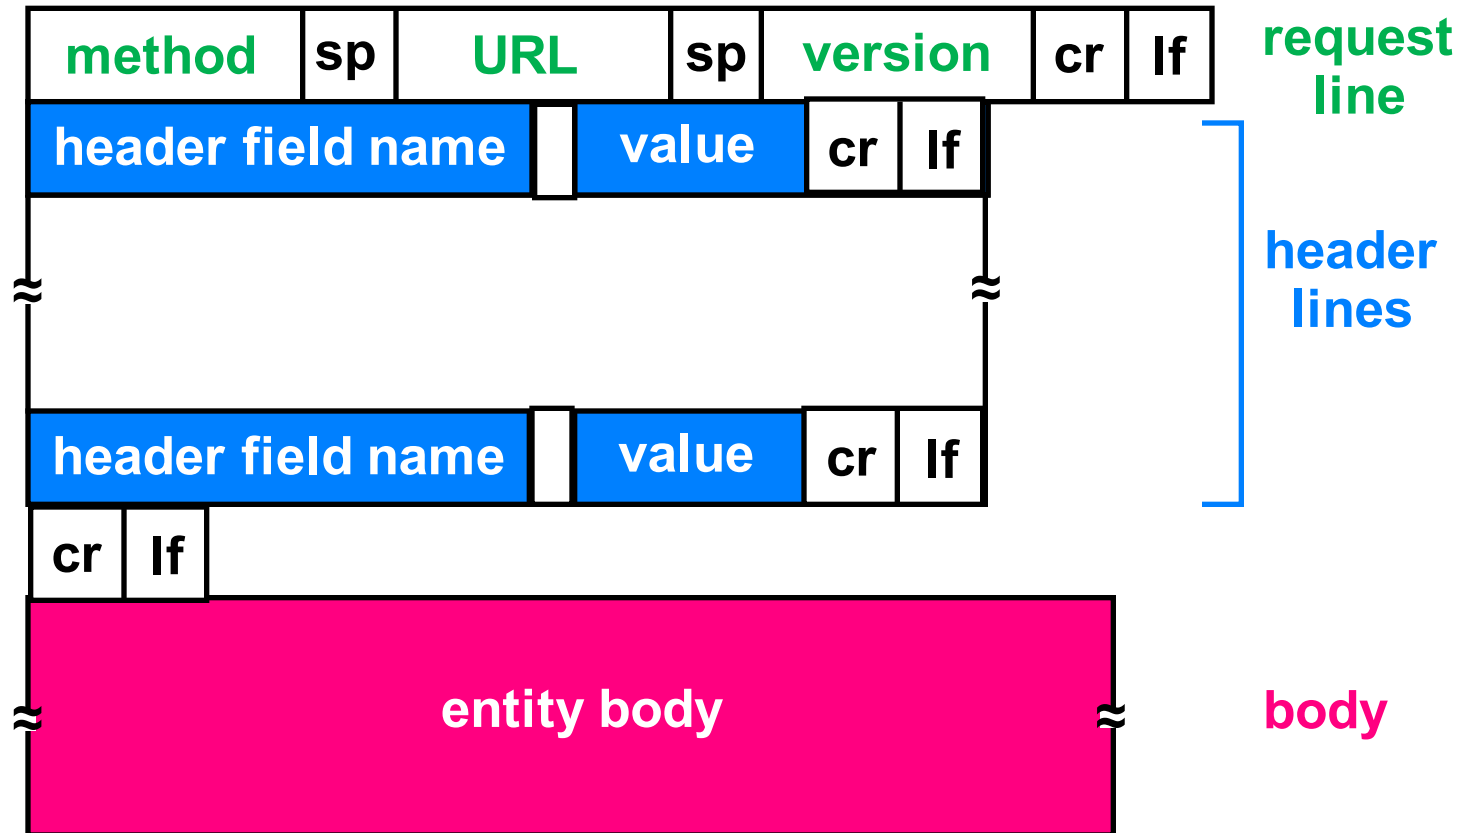 method sp URL sp version cr lf
request
line
header field name value cr lf
header
lines
header field name value cr lf
cr lf
entity body
body